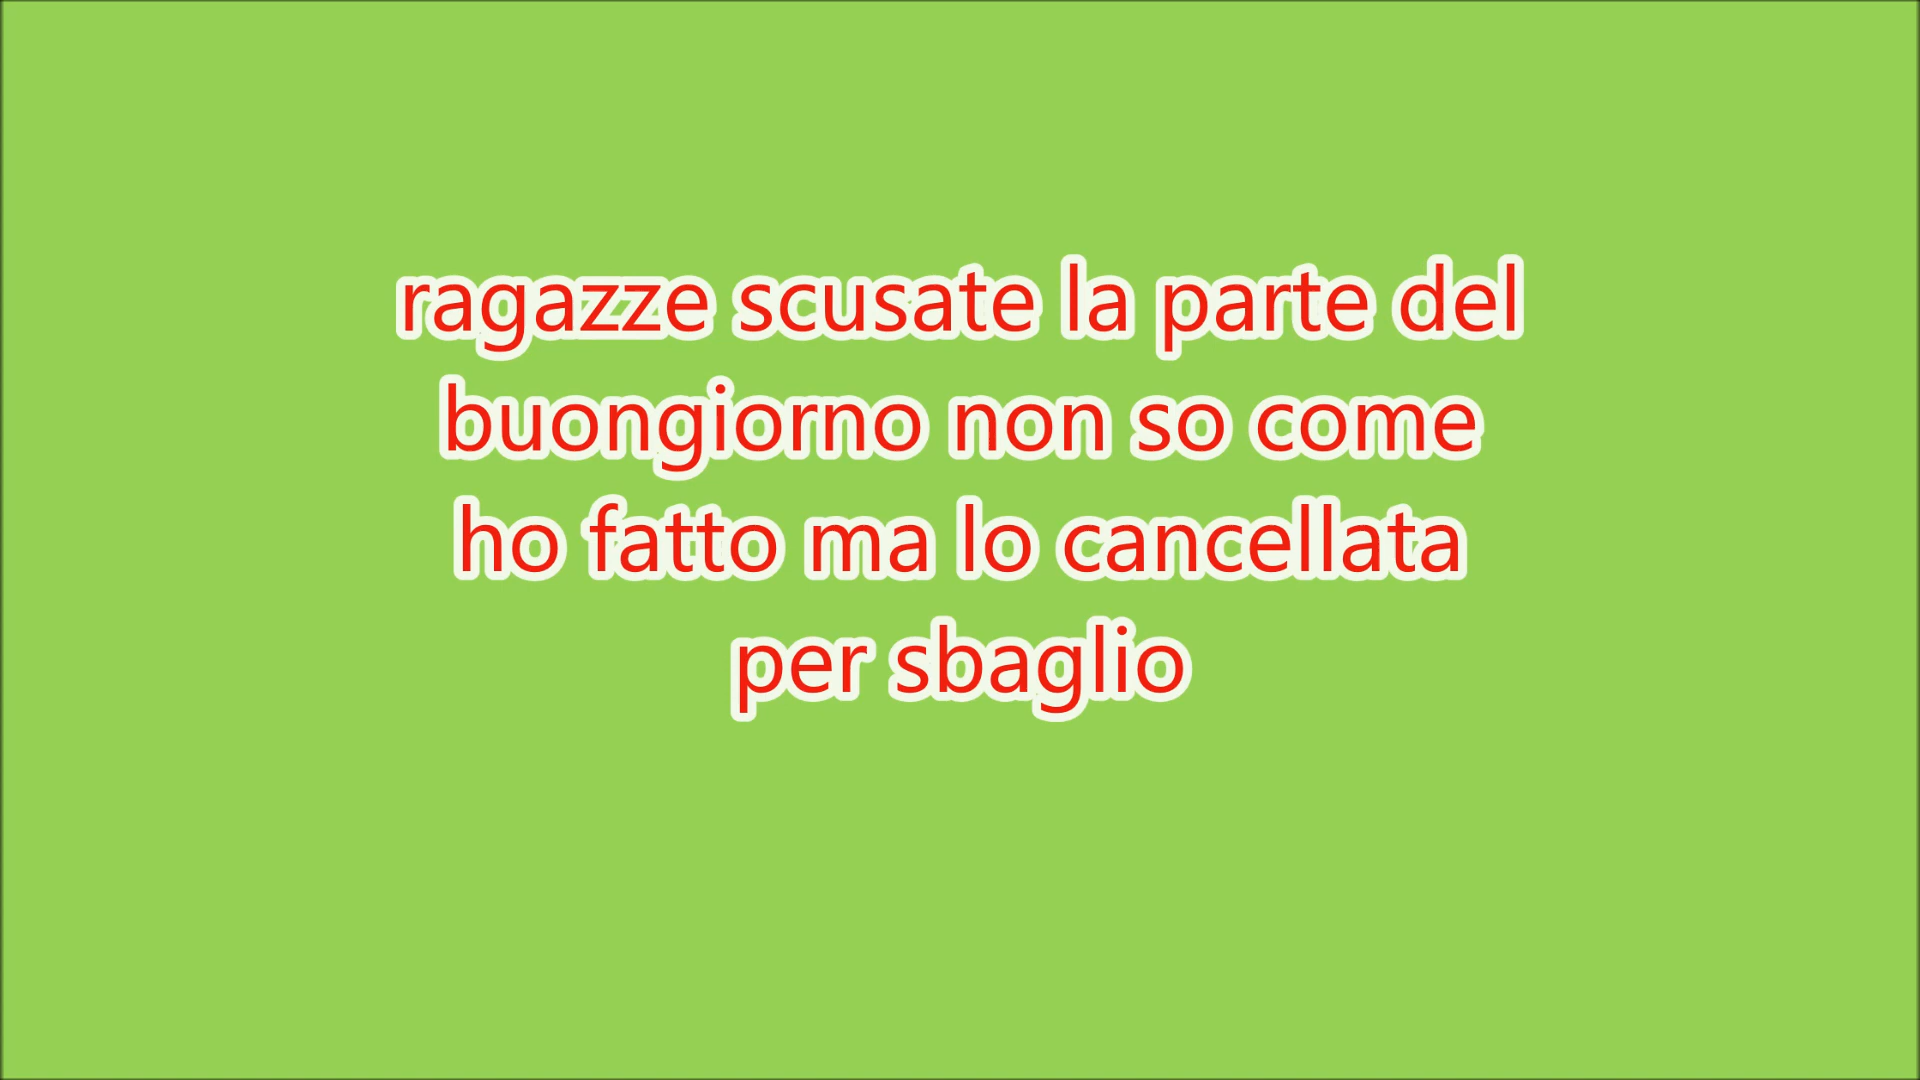 ragazze scusate la parte del
buongiorno non so come
ho fatto ma lo cancellata
per sbaglio